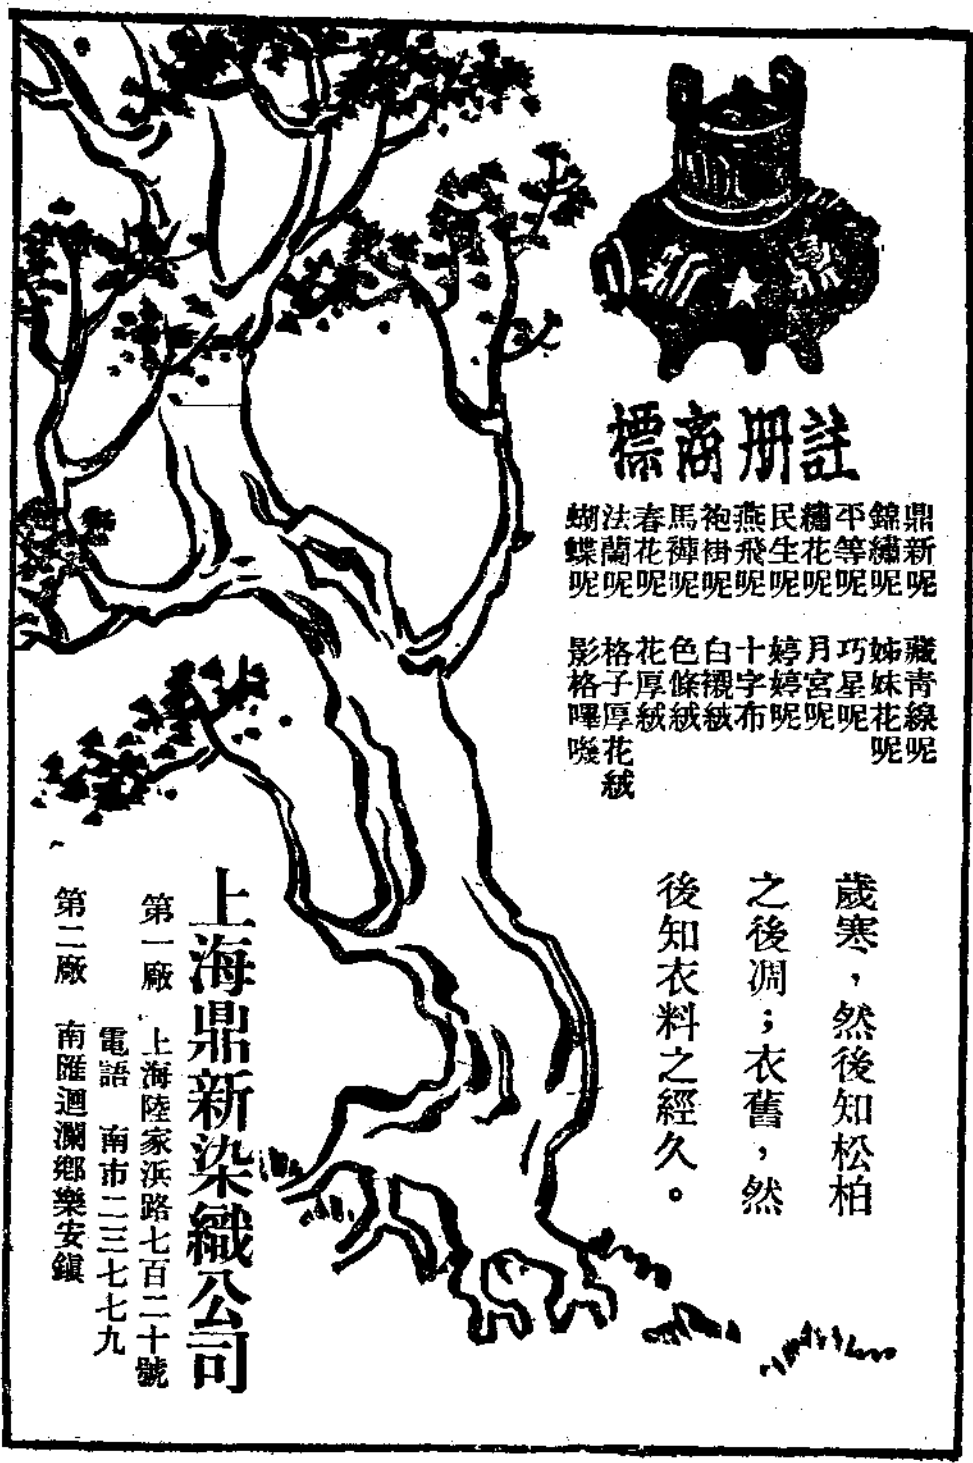 註册商標
鼎新呢 藏青線呢
錦繡呢 姊妹花呢
平等呢 巧星呢
繡花呢 月宮呢
民生呢 婷婷呢
燕飛呢 十字布
袍褂呢 白襯絨
馬褲呢 色條絨
春花呢 花厚絨
法蘭呢 格子厚花絨
蝴蝶呢 影格嗶嘰
歲寒，然後知松柏
之後凋；衣舊，然
後知衣料之經久。
上海鼎新染織公司
第一廠 上海陸家浜路七百二十號
電話 南市二三七七九
第二廠 南匯迴瀾鄉樂安鎭